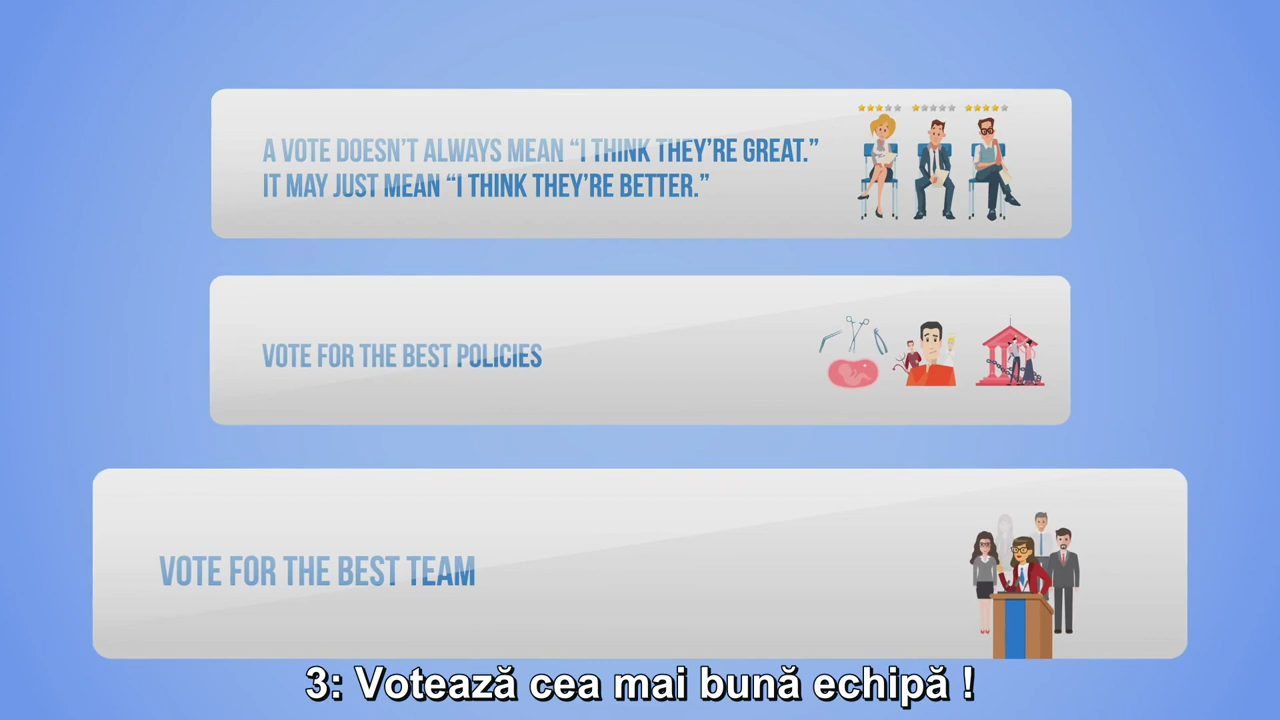 A VOTE DOESN'T ALWAYS MEAN “I THINK THEY'RE GREAT.”
IT MAY JUST MEAN “I THINK THEY'RE BETTER.”
VOTE FOR THE BEST POLICIES
VOTE FOR THE BEST TEAM
3: Votează cea mai bună echipă !